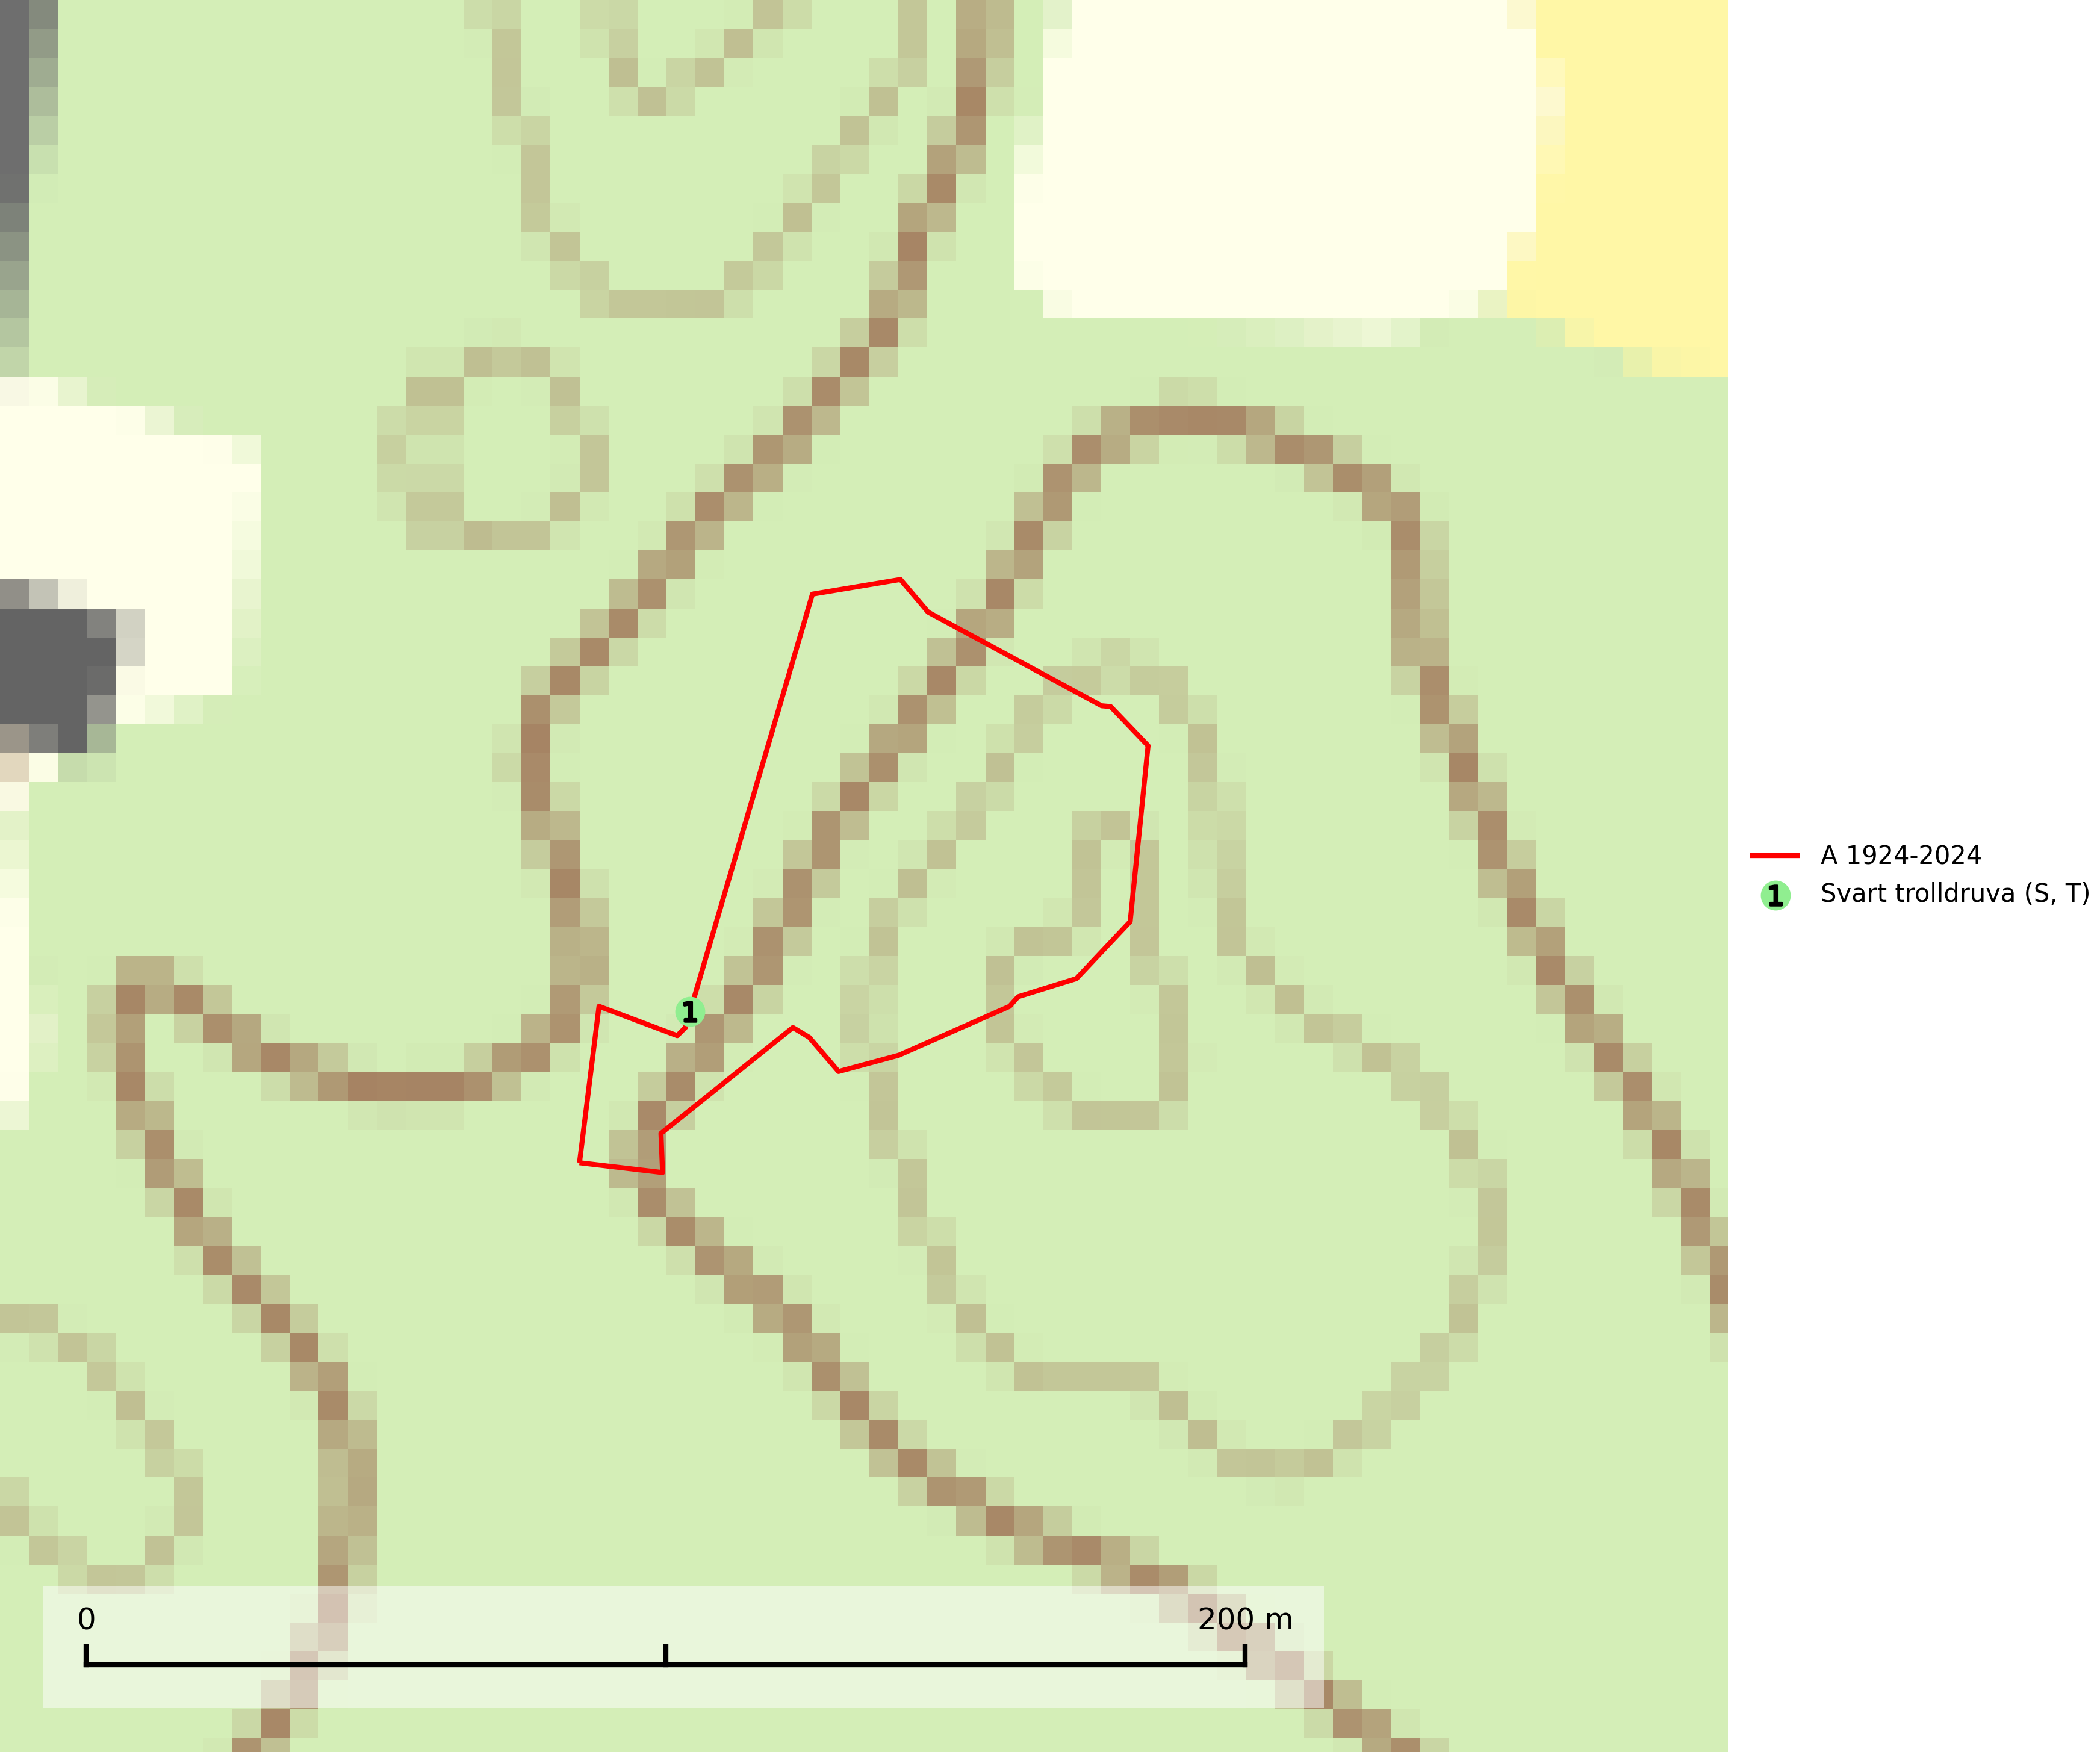 A 1924-2024
1 Svart trolldruva (S, T)
1
0 200 m